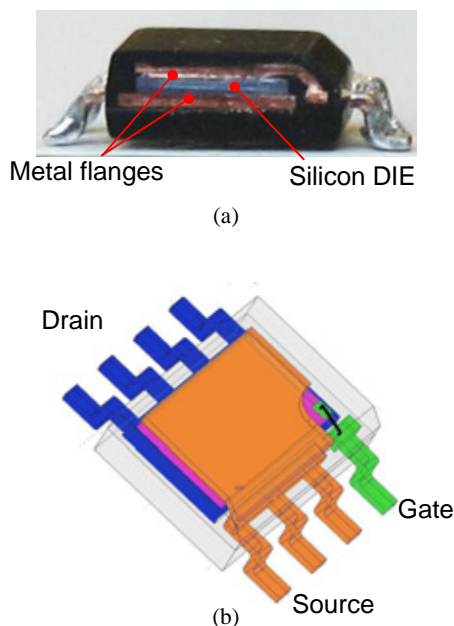 Metal flanges
Silicon DIE
(a)
Drain
Gate
Source
(b)